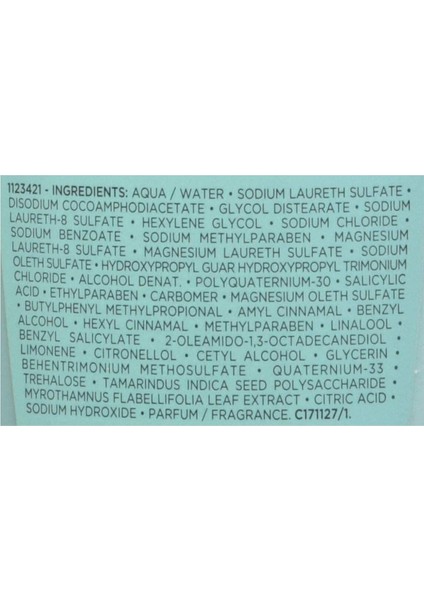 1123421 - INGREDIENTS: AQUA / WATER • SODIUM LAURETH SULFATE •
DISODIUM COCOAMPHODIACETATE • GLYCOL DISTEARATE • SODIUM
LAURETH-8 SULFATE • HEXYLENE GLYCOL • SODIUM CHLORIDE •
SODIUM BENZOATE • SODIUM METHYLPARABEN • MAGNESIUM
LAURETH-8 SULFATE • MAGNESIUM LAURETH SULFATE • SODIUM
OLETH SULFATE • HYDROXYPROPYL GUAR HYDROXYPROPYL TRIMONIUM
CHLORIDE • ALCOHOL DENAT. • POLYQUATERNIUM-30 • SALICYLIC
ACID • ETHYLPARABEN • CARBOMER • MAGNESIUM OLETH SULFATE
• BUTYLPHENYL METHYLPROPIONAL • AMYL CINNAMAL • BENZYL
ALCOHOL • HEXYL CINNAMAL • METHYLPARABEN • LINALOOL •
BENZYL SALICYLATE • 2-OLEAMIDO-1,3-OCTADECANEDIOL •
LIMONENE • CITRONELLOL • CETYL ALCOHOL • GLYCERIN •
BEHENTRIMONIUM METHOSULFATE • QUATERNIUM-33 •
TREHALOSE • TAMARINDUS INDICA SEED POLYSACCHARIDE •
MYROTHAMNUS FLABELLIFOLIA LEAF EXTRACT • CITRIC ACID •
SODIUM HYDROXIDE • PARFUM / FRAGRANCE. C171127/1.